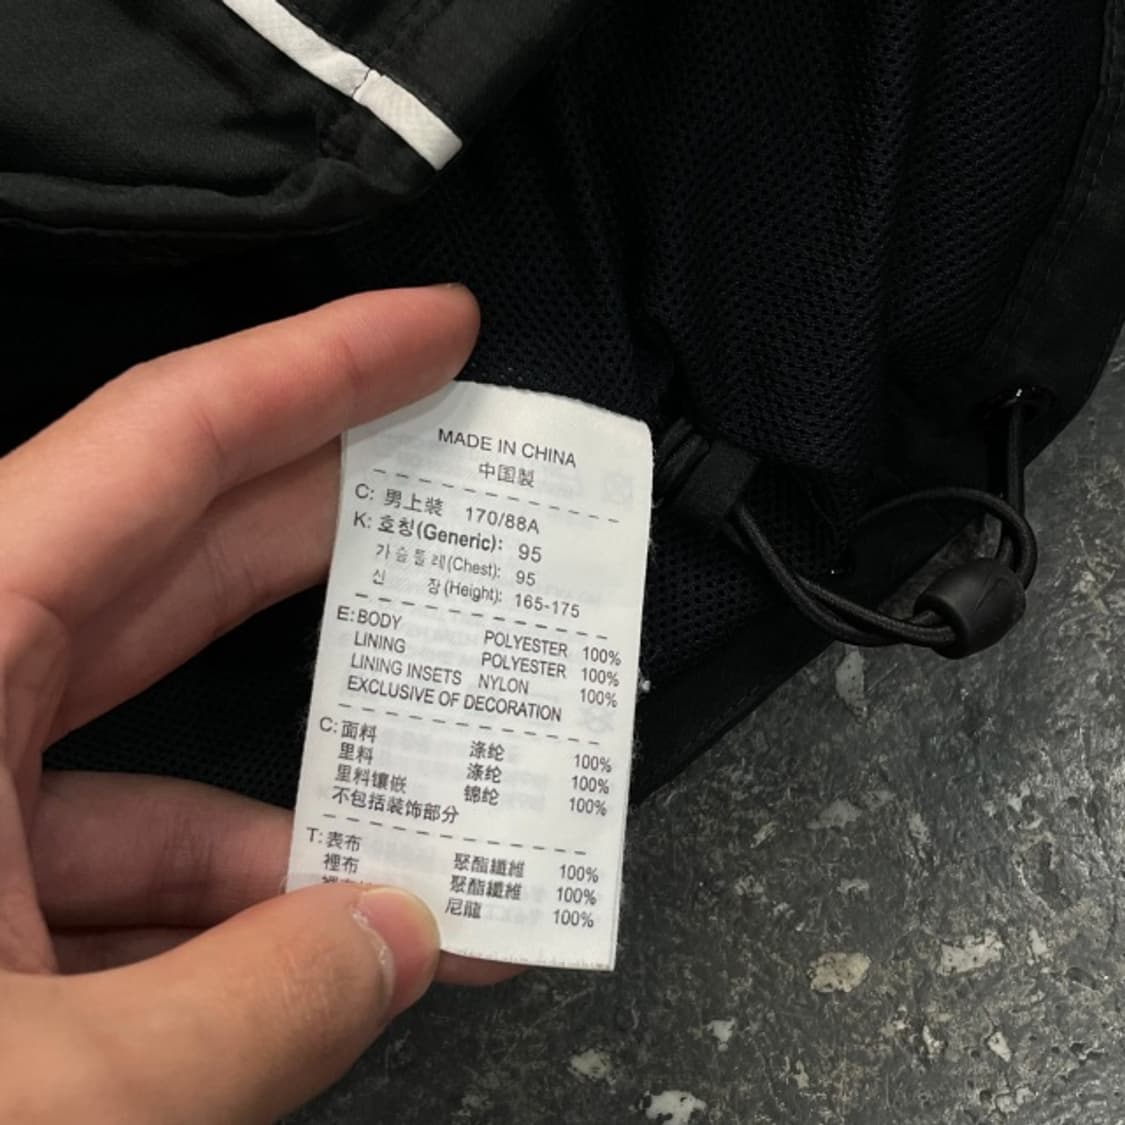 MADE IN CHINA
中国製
C: 男上裝 170/88A
K: 호칭(Generic): 95
가슴둘레(Chest): 95
신 장(Height): 165-175
E: BODY POLYESTER 100%
LINING POLYESTER 100%
LINING INSETS NYLON 100%
EXCLUSIVE OF DECORATION
C: 面料 涤纶 100%
里料 涤纶 100%
里料镶嵌 锦纶 100%
不包括装饰部分
T: 表布 聚酯纖維 100%
裡布 聚酯纖維 100%
尼龍 100%